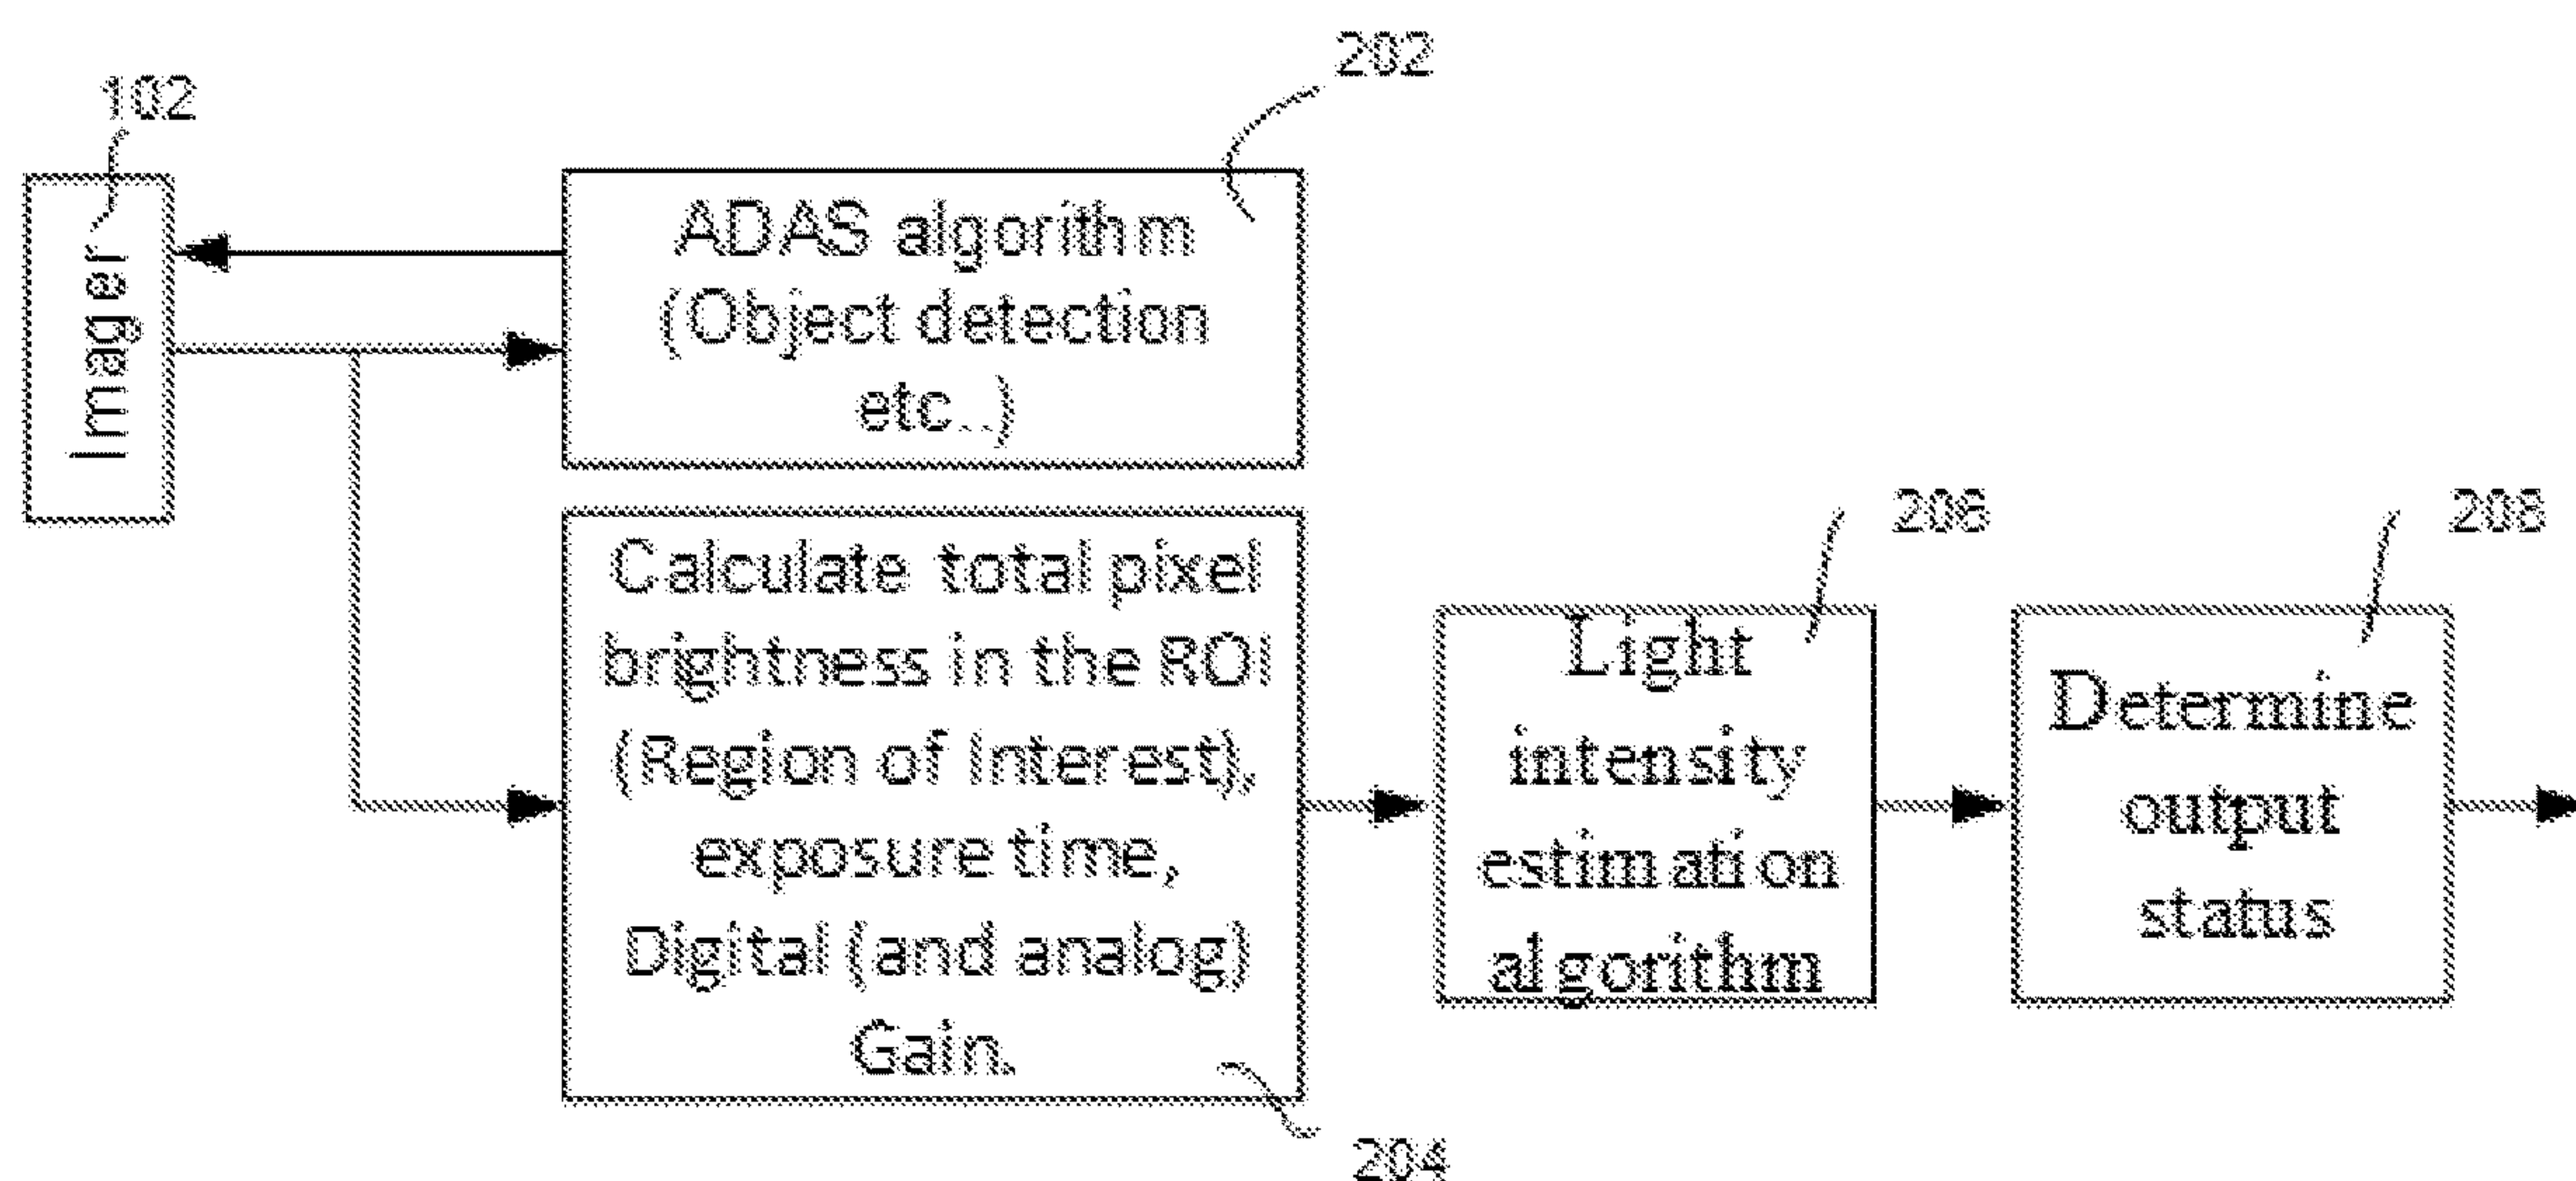 202
102
Imager
ADAS algorithm
(Object detection
etc..)
206
208
Calculate total pixel
brightness in the ROI
(Region of Interest),
exposure time,
Digital (and analog)
Gain.
Light
intensity
estimation
algorithm
Determine
output
status
204